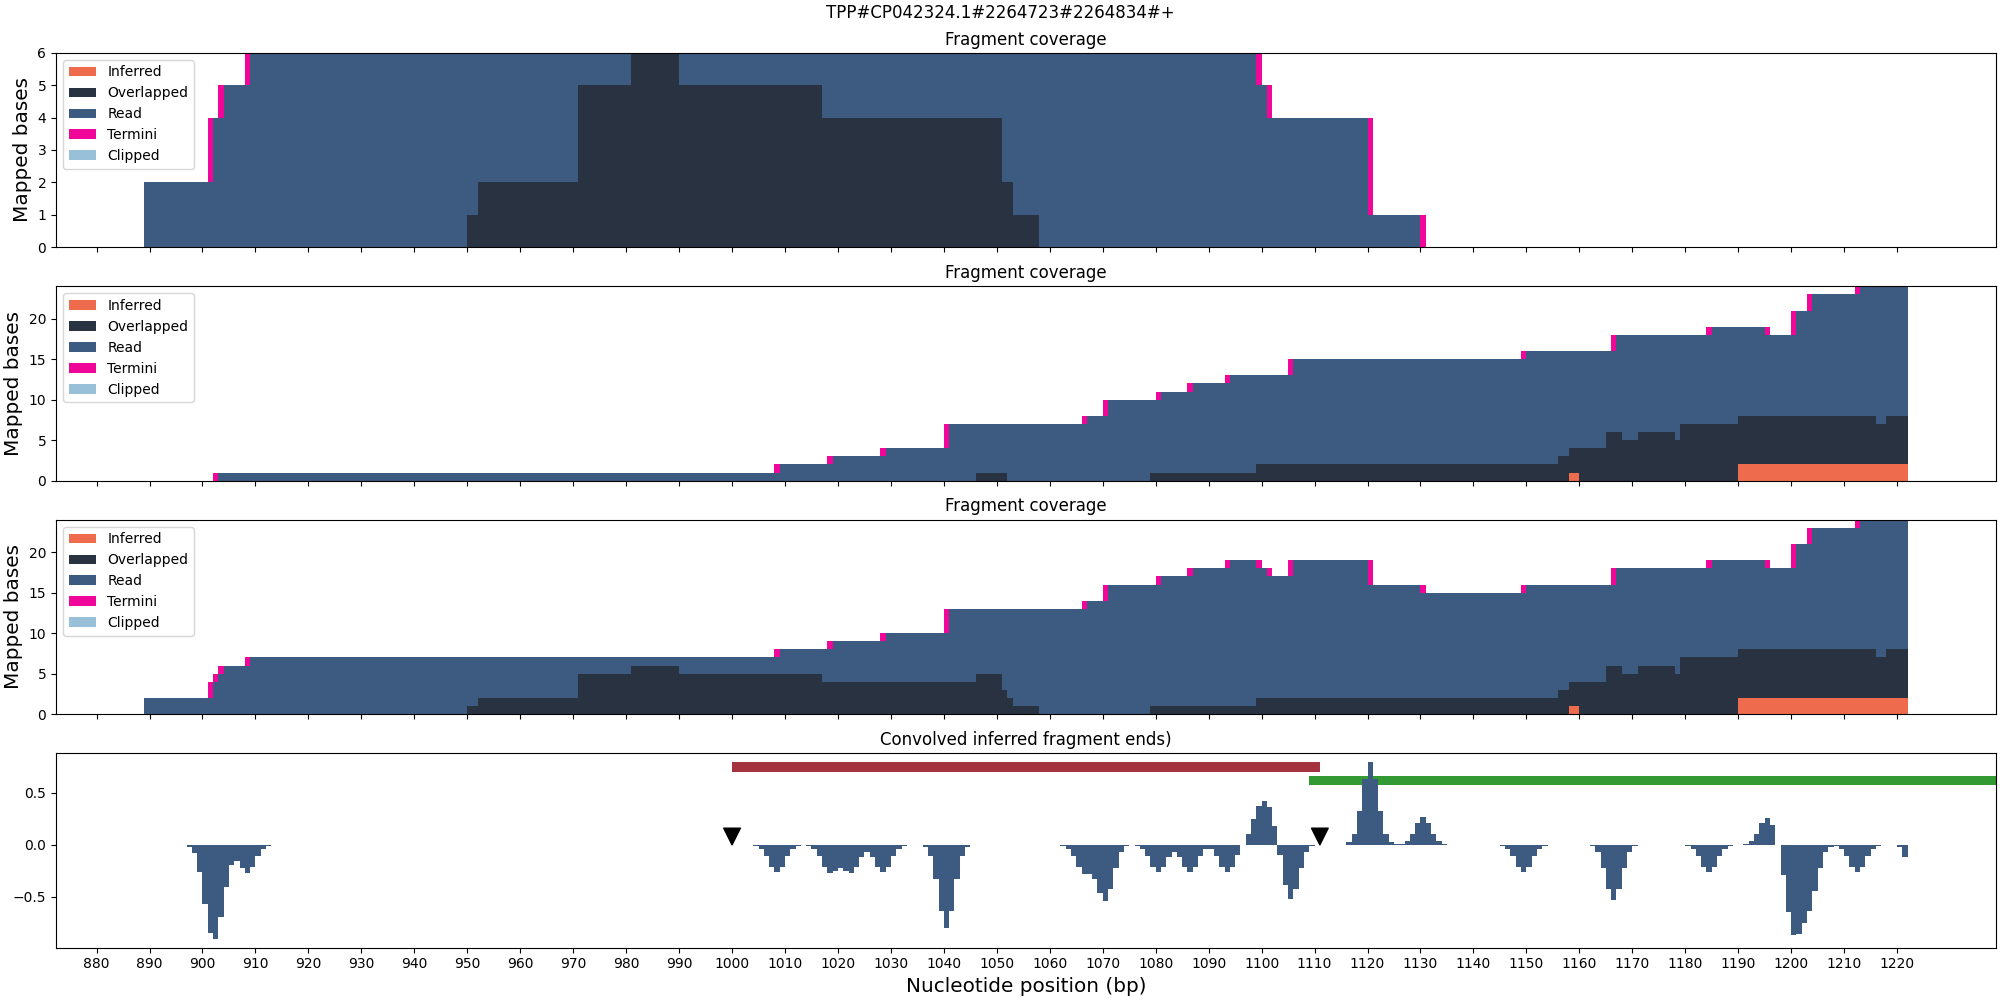 TPP#CP042324.1#2264723#2264834#+
Fragment coverage
Mapped bases
6
5
4
3
2
1
0
Inferred
Overlapped
Read
Termini
Clipped
Fragment coverage
Mapped bases
20
15
10
5
0
Inferred
Overlapped
Read
Termini
Clipped
Fragment coverage
Mapped bases
20
15
10
5
0
Inferred
Overlapped
Read
Termini
Clipped
Convolved inferred fragment ends)
0.5
0.0
−0.5
880 890 900 910 920 930 940 950 960 970 980 990 1000 1010 1020 1030 1040 1050 1060 1070 1080 1090 1100 1110 1120 1130 1140 1150 1160 1170 1180 1190 1200 1210 1220
Nucleotide position (bp)